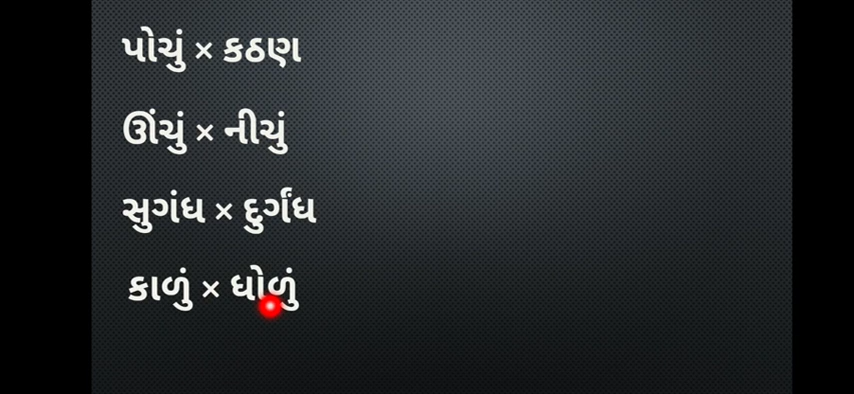 પોચું × કઠણ
ઊંચું × નીચું
સુગંધ × દુર્ગંધ
કાળું × ધોળું